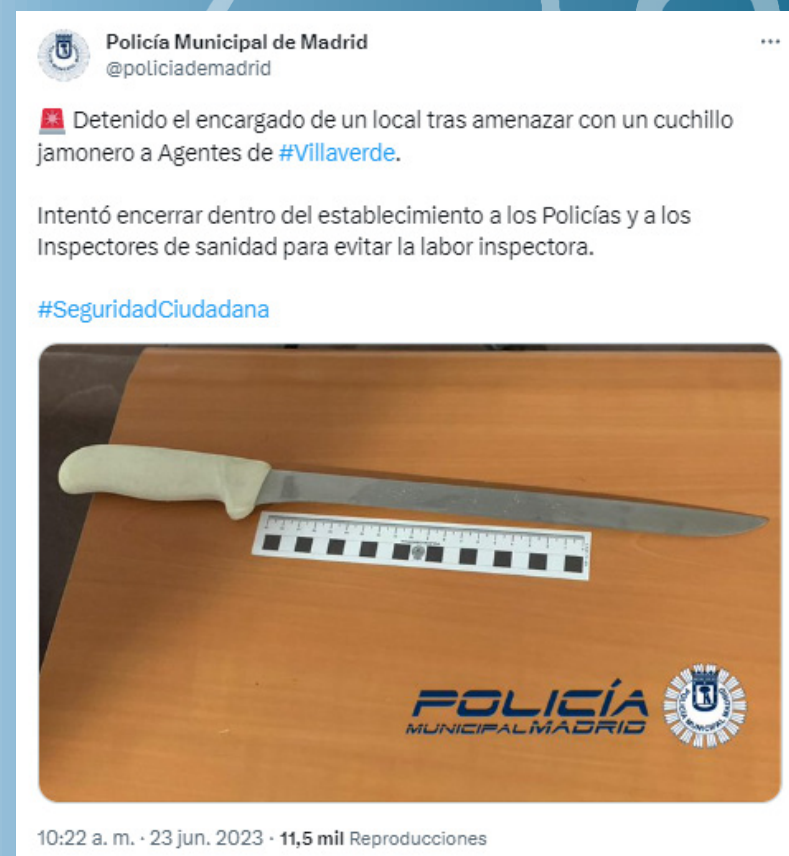 Policía Municipal de Madrid
@policiademadrid
🚨 Detenido el encargado de un local tras amenazar con un cuchillo
jamonero a Agentes de #Villaverde.
Intentó encerrar dentro del establecimiento a los Policías y a los
Inspectores de sanidad para evitar la labor inspectora.
#SeguridadCiudadana
POLICÍA
MUNICIPAL MADRID
10:22 a. m. · 23 jun. 2023 · 11,5 mil Reproducciones